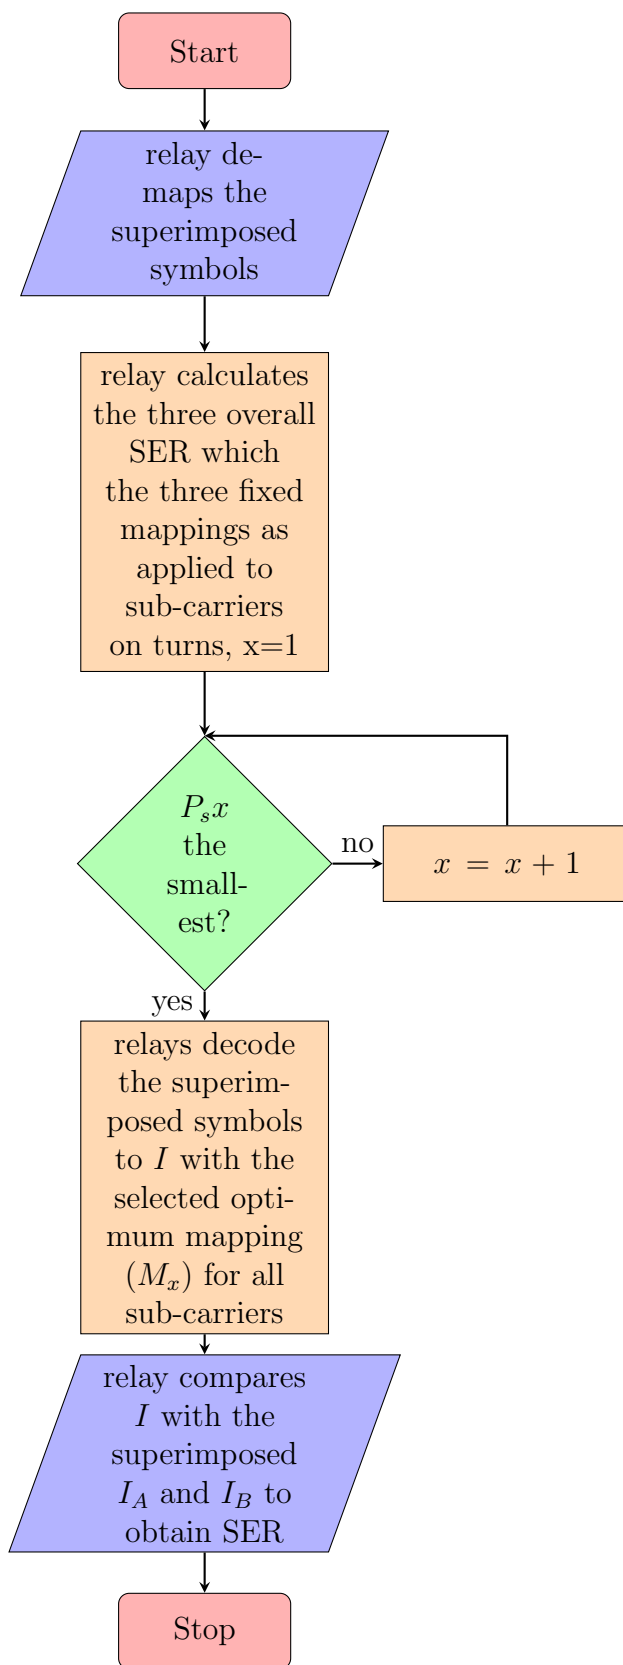 Start
relay de-
maps the
superimposed
symbols
relay calculates
the three overall
SER which
the three fixed
mappings as
applied to
sub-carriers
on turns, x=1
$P_s x$
the
small-
est?
no
$x = x + 1$
yes
relays decode
the superim-
posed symbols
to $I$ with the
selected opti-
mum mapping
($M_x$) for all
sub-carriers
relay compares
$I$ with the
superimposed
$I_A$ and $I_B$ to
obtain SER
Stop